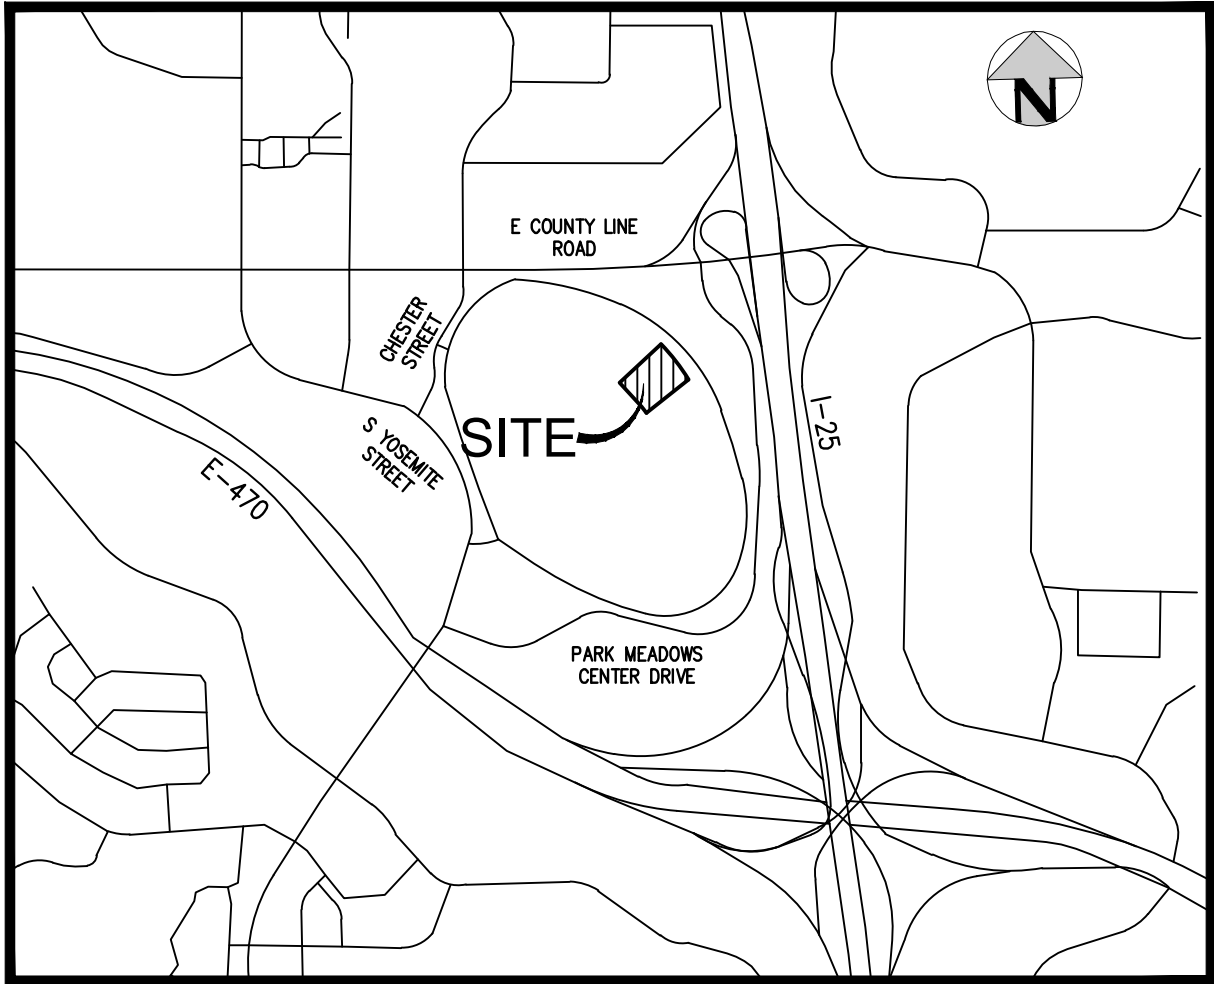 N
E COUNTY LINE
ROAD
CHESTER
STREET
I-25
S YOSEMITE
STREET
SITE
E-470
PARK MEADOWS
CENTER DRIVE